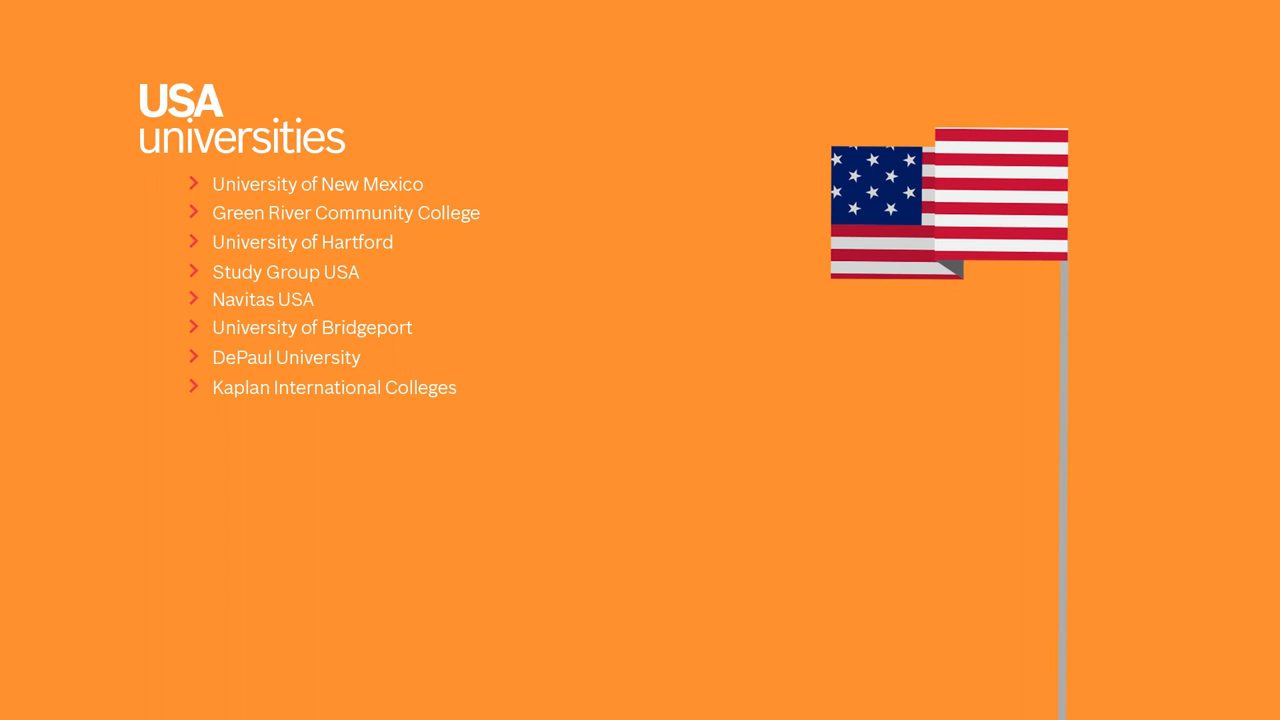 USA
universities
University of New Mexico
Green River Community College
University of Hartford
Study Group USA
Navitas USA
University of Bridgeport
DePaul University
Kaplan International Colleges